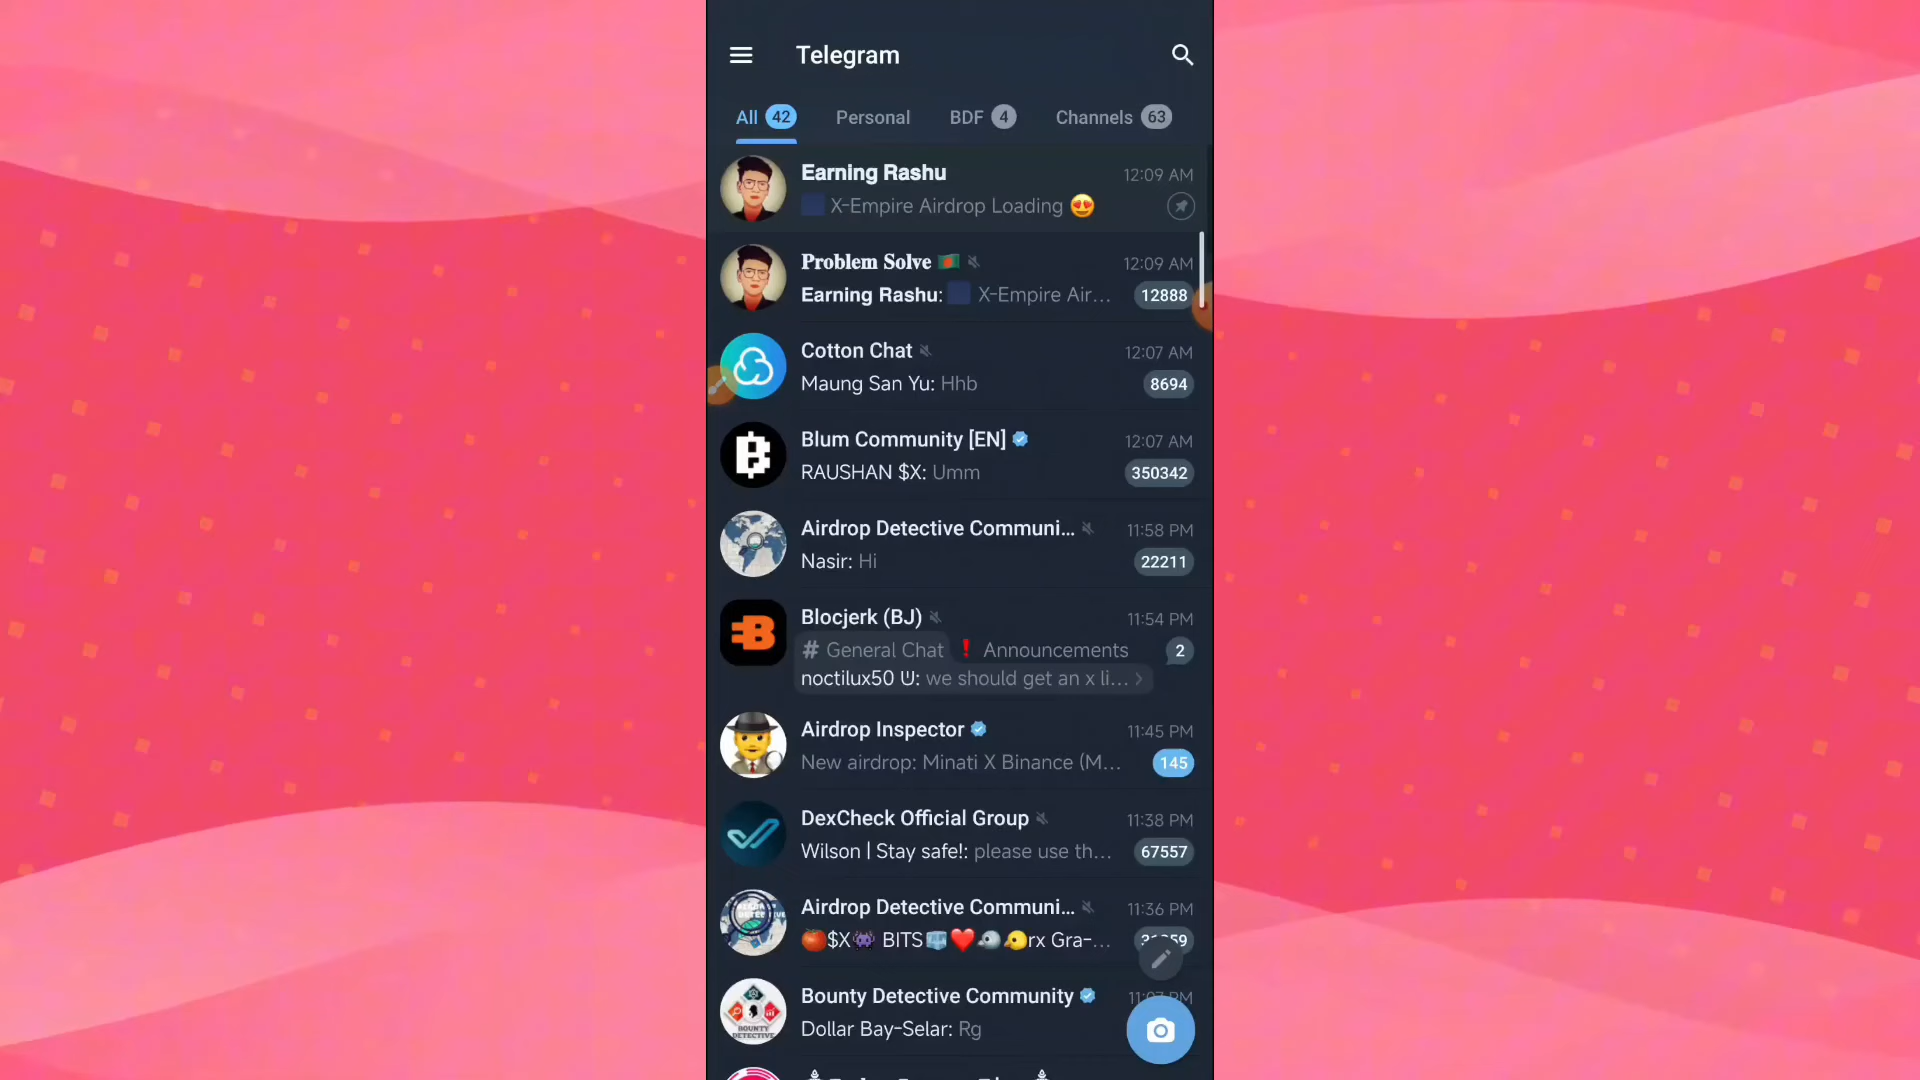 Telegram
All 42 Personal BDF 4 Channels 63
Earning Rashu 12:09 AM
X-Empire Airdrop Loading 😍
Problem Solve 🇧🇩 12:09 AM
Earning Rashu: X-Empire Air... 12888
Cotton Chat 12:07 AM
Maung San Yu: Hhb 8694
Blum Community [EN] 12:07 AM
RAUSHAN $X: Umm 350342
Airdrop Detective Communi... 11:58 PM
Nasir: Hi 22211
Blocjerk (BJ) 11:54 PM
# General Chat ❗ Announcements 2
noctilux50 Ա: we should get an x li... >
Airdrop Inspector 11:45 PM
New airdrop: Minati X Binance (M... 145
DexCheck Official Group 11:38 PM
Wilson | Stay safe!: please use th... 67557
Airdrop Detective Communi... 11:36 PM
🍅$X👾 BITS🧊❤️🐦🐤rx Gra-...
Bounty Detective Community 11:07 PM
Dollar Bay-Selar: Rg
BOUNTY
DETECTIVE